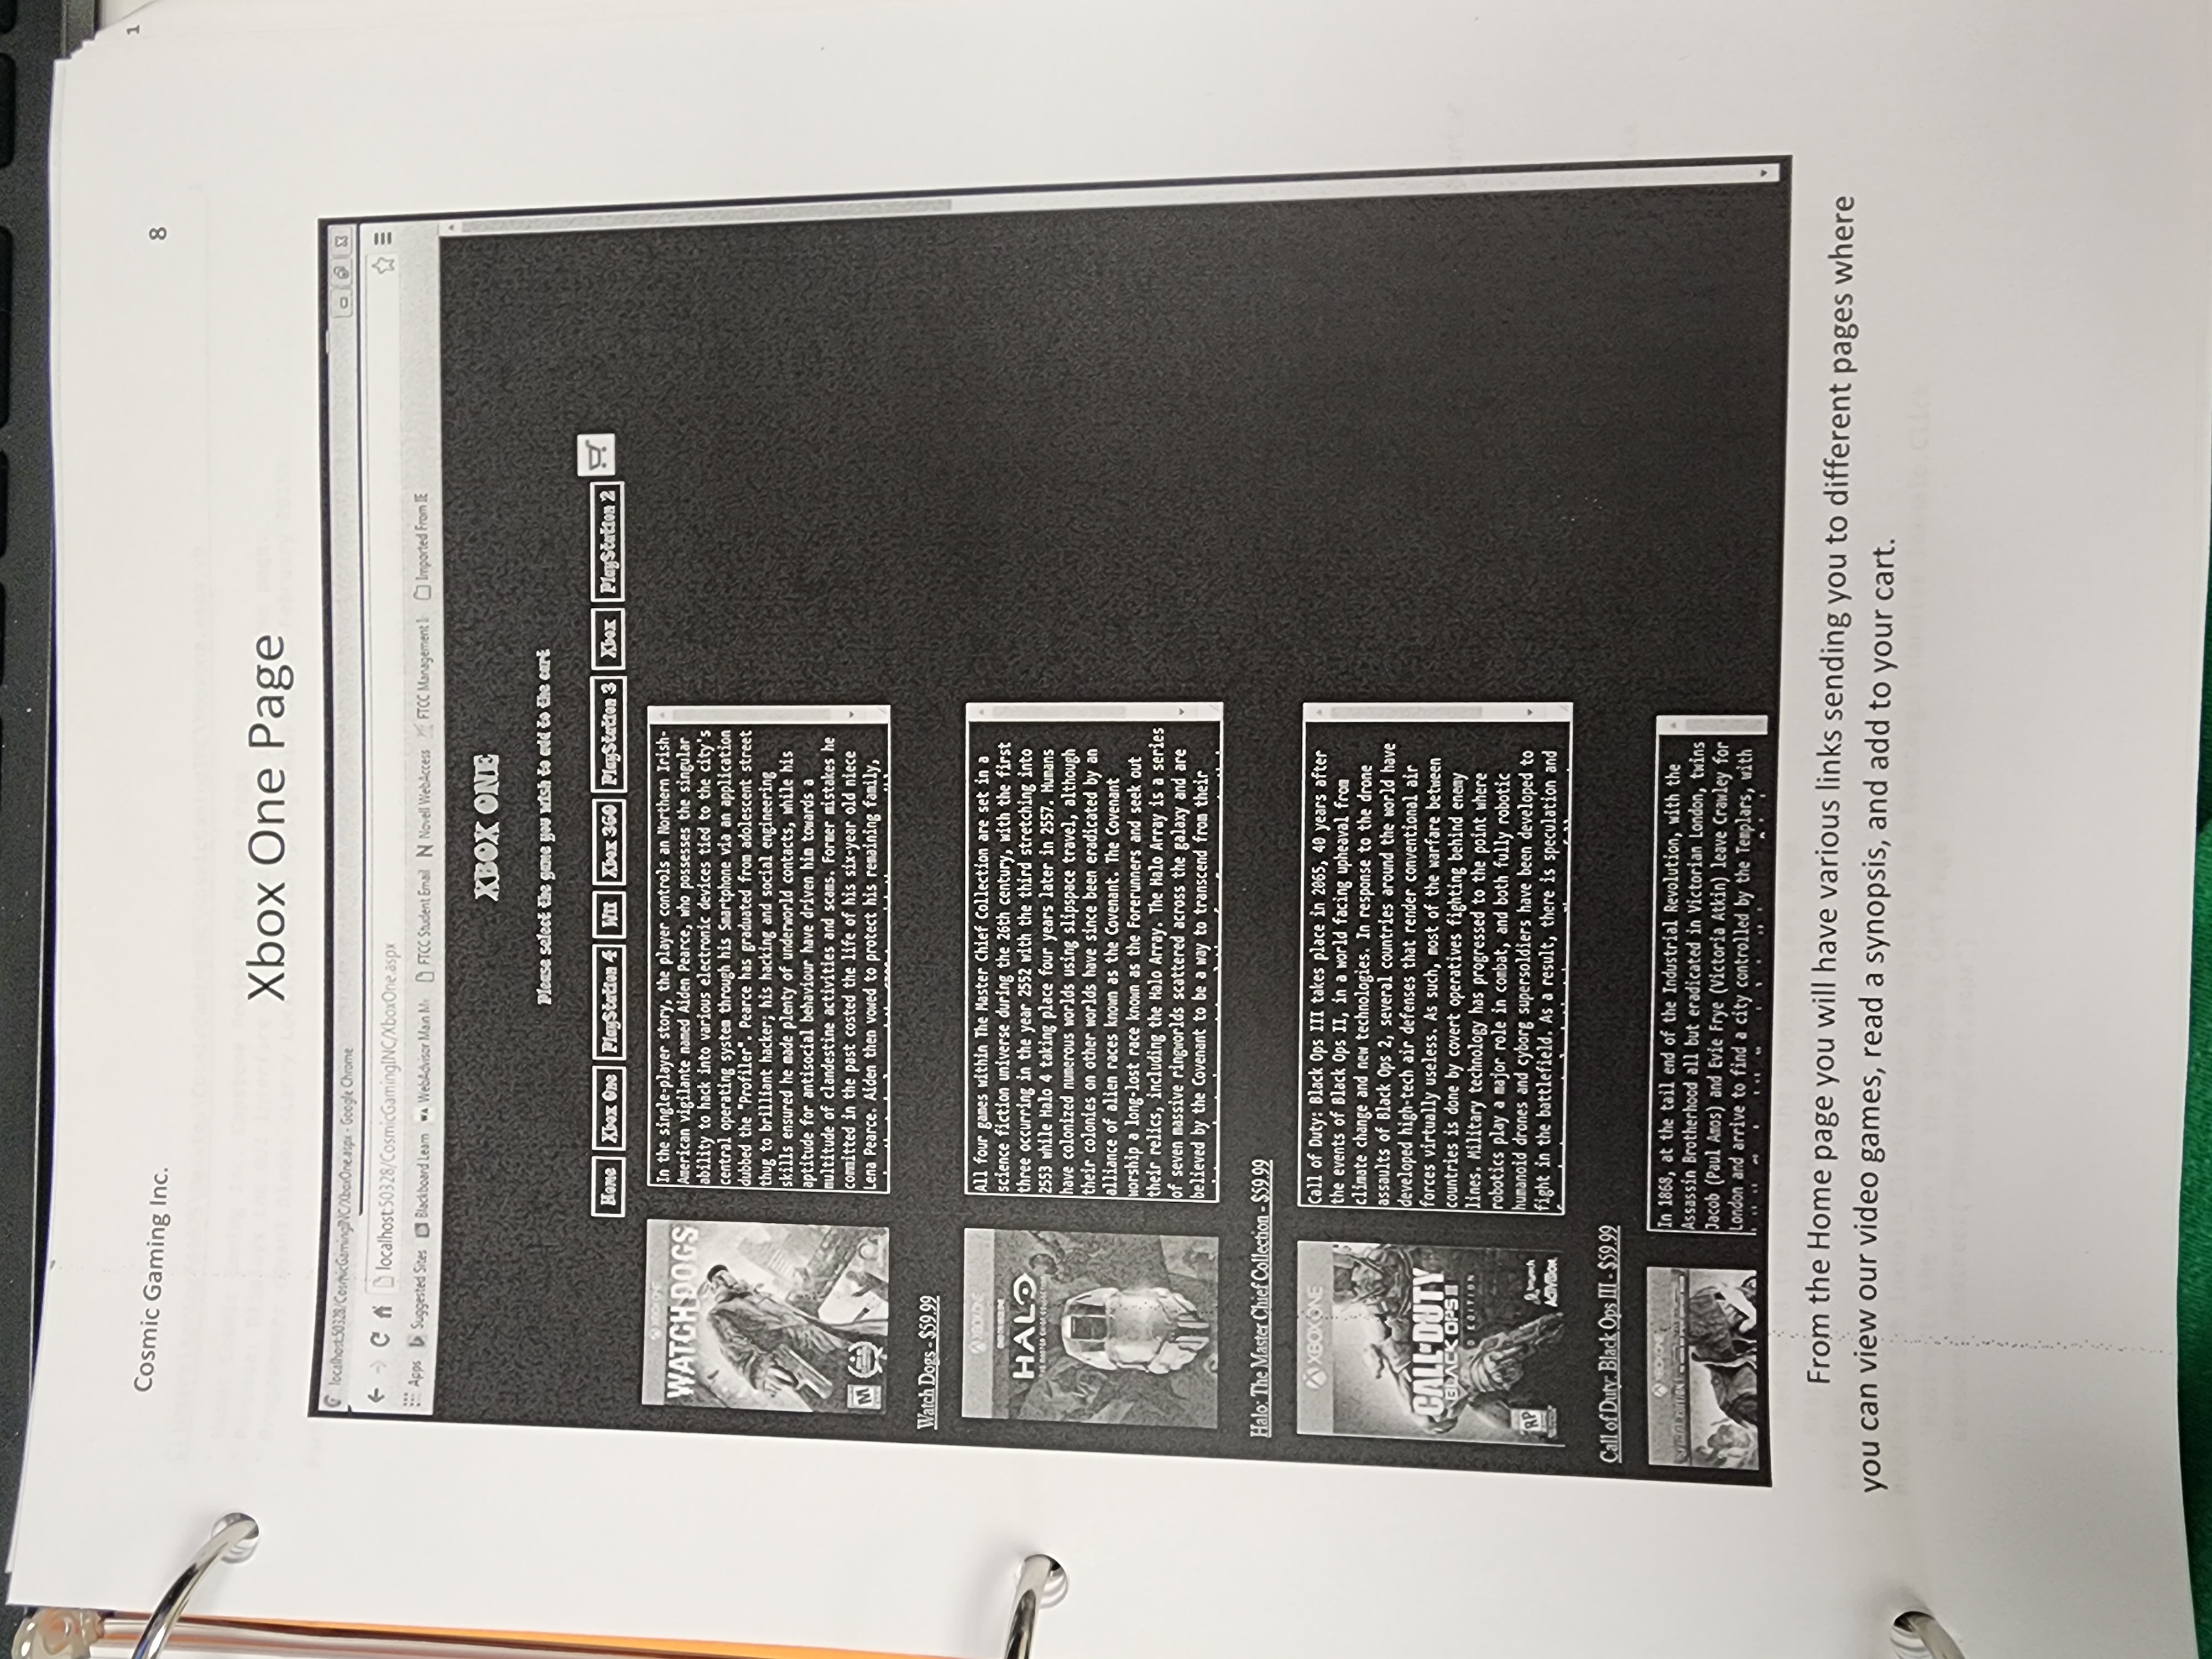 Cosmic Gaming Inc.
8
1
Xbox One Page
localhost:50328/CosmicGamingINC/XboxOne.aspx - Google Chrome
localhost:50328/CosmicGamingINC/XboxOne.aspx
Apps Suggested Sites Blackboard Learn WebAdvisor Main M FTCC Student Email Novell WebAccess FTCC Management Imported From IE
XBOX ONE
Please select the game you wish to add to the cart
Home Xbox One PlayStation 4 Wii Xbox 360 PlayStation 3 Xbox PlayStation 2
XBOX ONE
WATCH DOGS
M
In the single-player story, the player controls an Northern Irish-
American vigilante named Aiden Pearce, who possesses the singular
ability to hack into various electronic devices tied to the city's
central operating system through his Smartphone via an application
dubbed the "Profiler". Pearce has graduated from adolescent street
thug to brilliant hacker; his hacking and social engineering
skills ensured he made plenty of underworld contacts, while his
aptitude for antisocial behaviour have driven him towards a
multitude of clandestine activities and scams. Former mistakes he
committed in the past costed the life of his six-year old niece
Lena Pearce. Aiden then vowed to protect his remaining family,
Watch Dogs - $59.99
XBOX ONE
HALO
THE MASTER CHIEF COLLECTION
All four games within The Master Chief Collection are set in a
science fiction universe during the 26th century, with the first
three occurring in the year 2552 with the third stretching into
2553 while Halo 4 taking place four years later in 2557. Humans
have colonized numerous worlds using slipspace travel, although
their colonies on other worlds have since been eradicated by an
alliance of alien races known as the Covenant. The Covenant
worship a long-lost race known as the Forerunners and seek out
their relics, including the Halo Array. The Halo Array is a series
of seven massive ringworlds scattered across the galaxy and are
believed by the Covenant to be a way to transcend from their
Halo: The Master Chief Collection - $59.99
XBOX ONE
CALL OF DUTY
BLACK OPS III
EDITION
RP
ACTIVISION
Call of Duty: Black Ops III takes place in 2065, 40 years after
the events of Black Ops II, in a world facing upheaval from
climate change and new technologies. In response to the drone
assaults of Black Ops 2, several countries around the world have
developed high-tech air defenses that render conventional air
forces virtually useless. As such, most of the warfare between
countries is done by covert operatives fighting behind enemy
lines. Military technology has progressed to the point where
robotics play a major role in combat, and both fully robotic
humanoid drones and cyborg supersoldiers have been developed to
fight in the battlefield. As a result, there is speculation and
Call of Duty: Black Ops III - $59.99
XBOX ONE
In 1868, at the tail end of the Industrial Revolution, with the
Assassin Brotherhood all but eradicated in Victorian London, twins
Jacob (Paul Amos) and Evie Frye (Victoria Atkin) leave Crawley for
London and arrive to find a city controlled by the Templars, with
From the Home page you will have various links sending you to different pages where
you can view our video games, read a synopsis, and add to your cart.